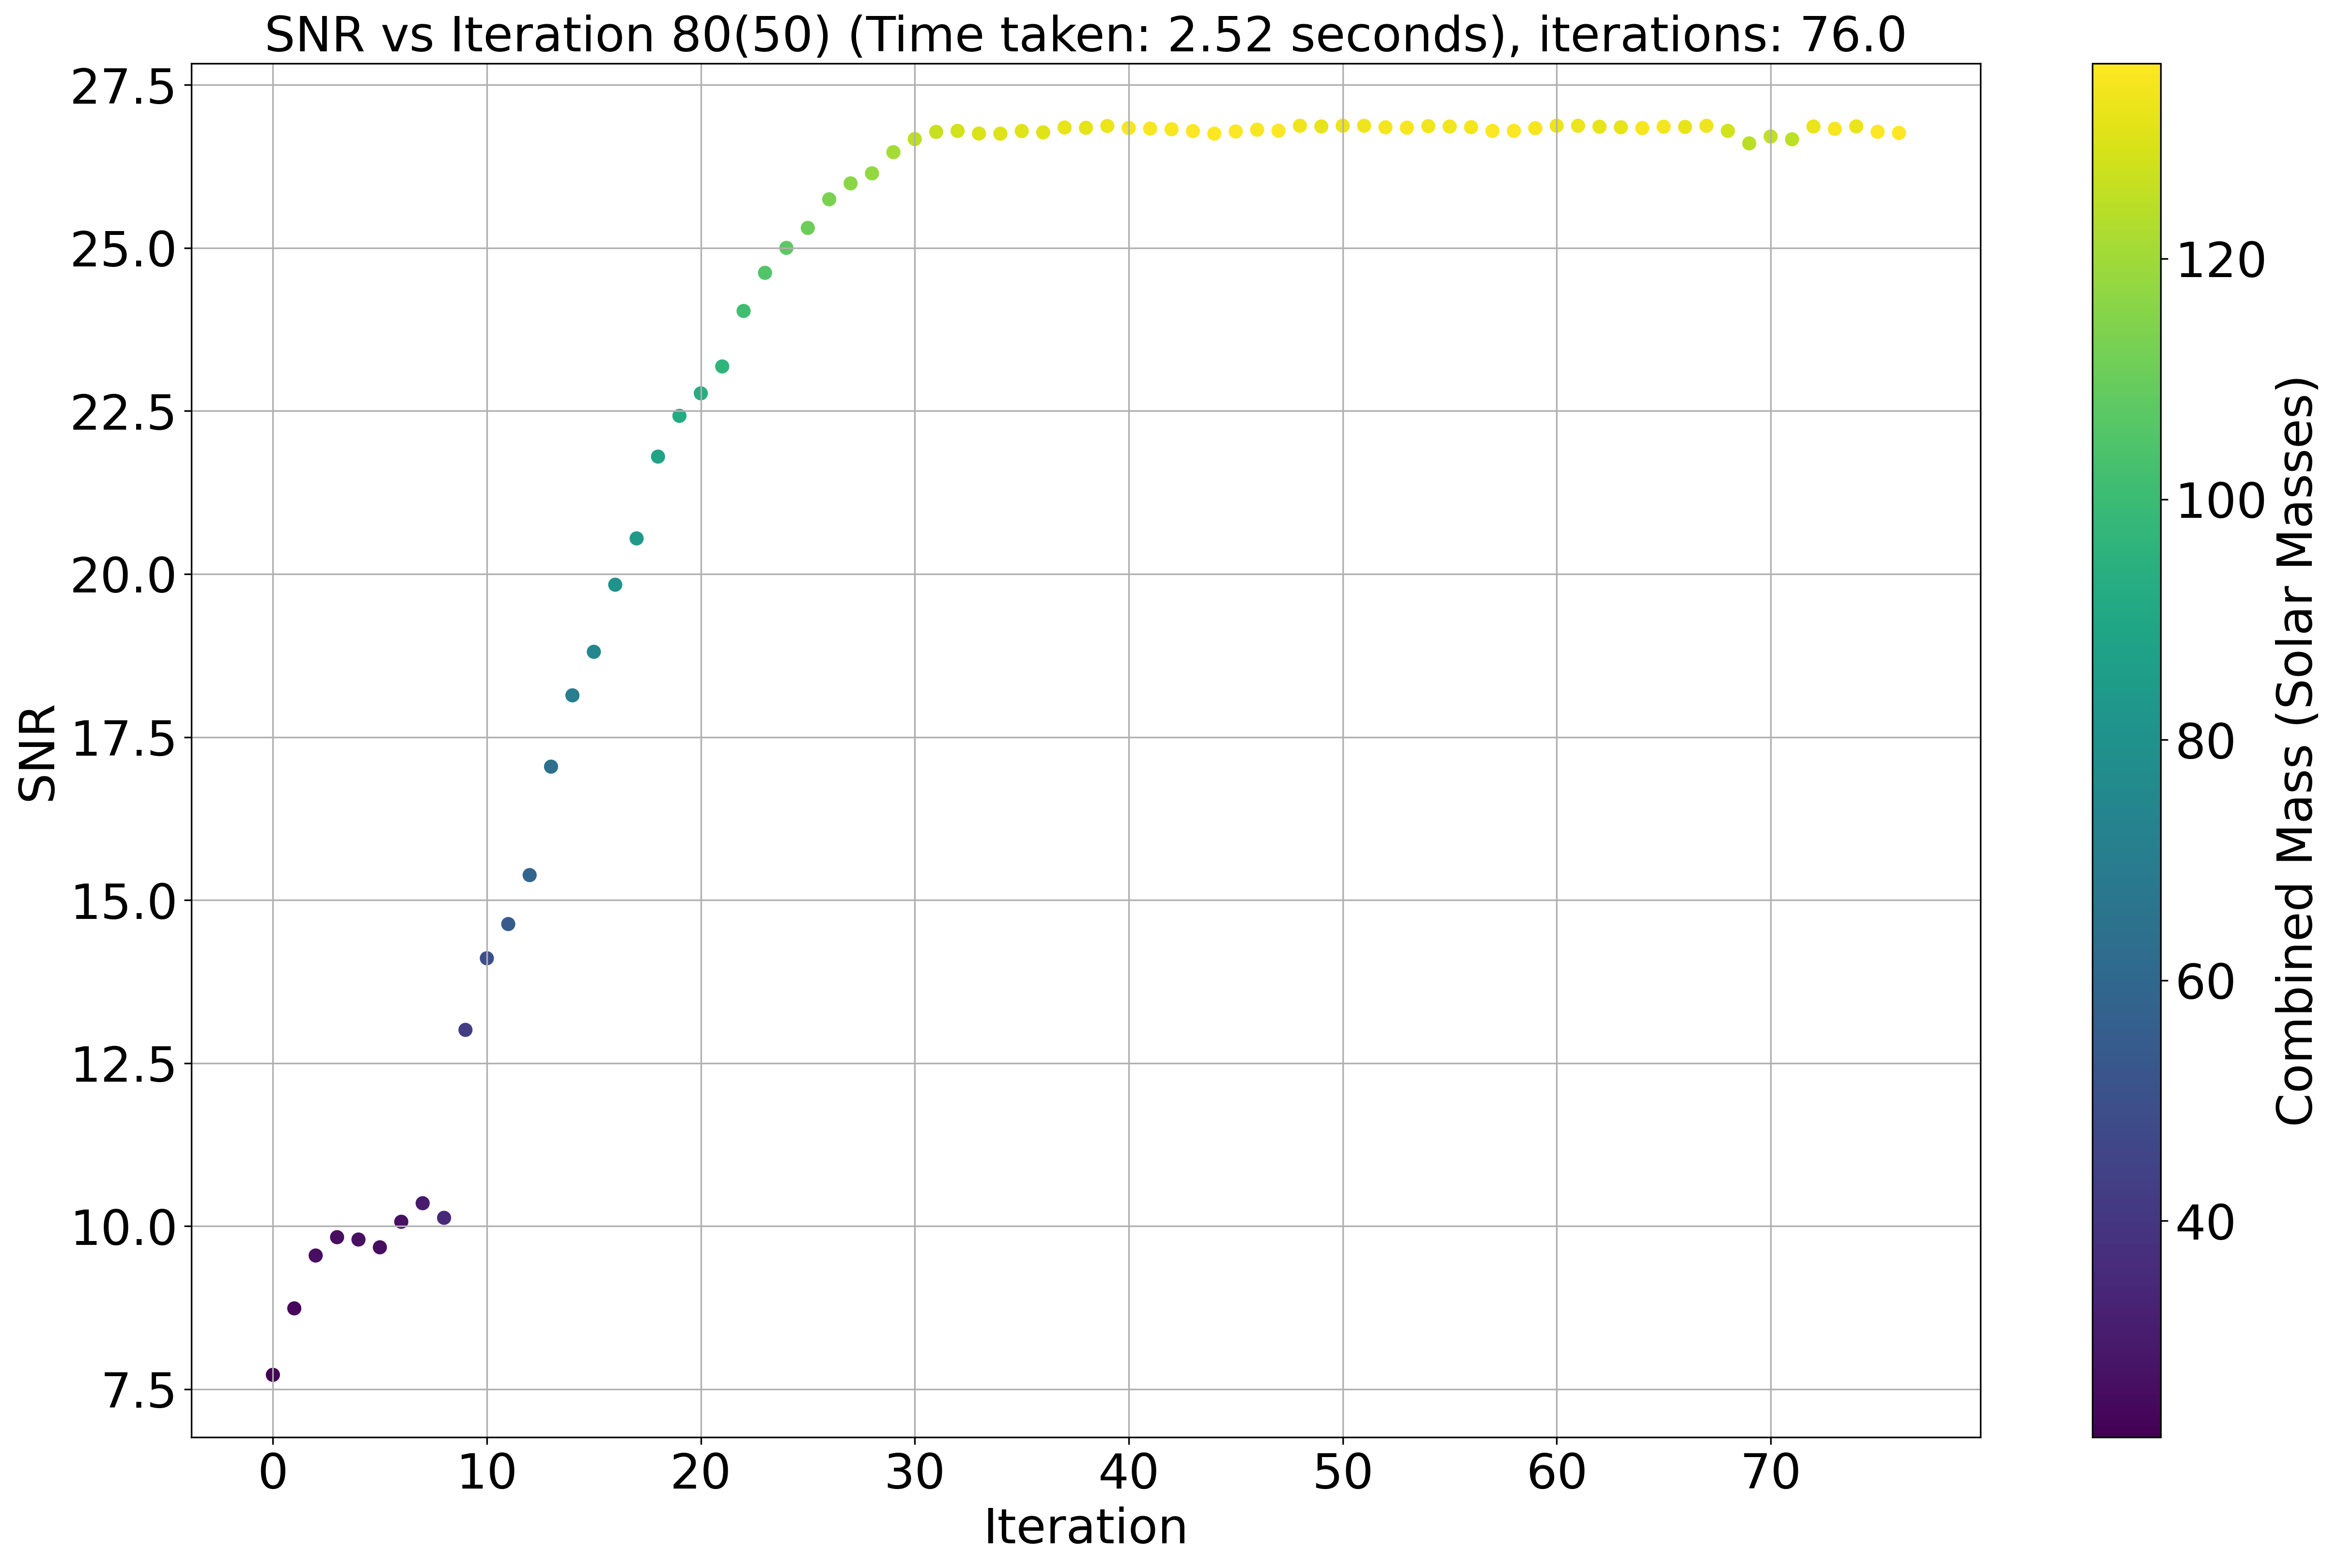 SNR vs Iteration 80(50) (Time taken: 2.52 seconds), iterations: 76.0
27.5
25.0
22.5
20.0
17.5
15.0
12.5
10.0
7.5
SNR
0 10 20 30 40 50 60 70
Iteration
120
100
80
60
40
Combined Mass (Solar Masses)